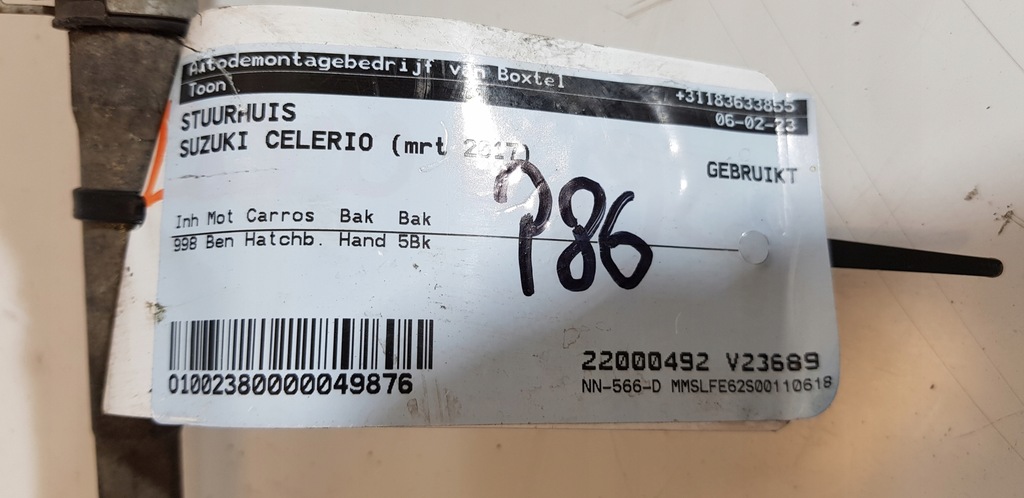 Autodemontagebedrijf van Boxtel
Toon +31183633855
06-02-23
STUURHUIS
SUZUKI CELERIO (mrt 2017)
GEBRUIKT
P86
Inh Mot Carros Bak Bak
998 Ben Hatchb. Hand 5Bk
01002380000049876
22000492 V23689
NN-566-D MMSLFE62S00110618